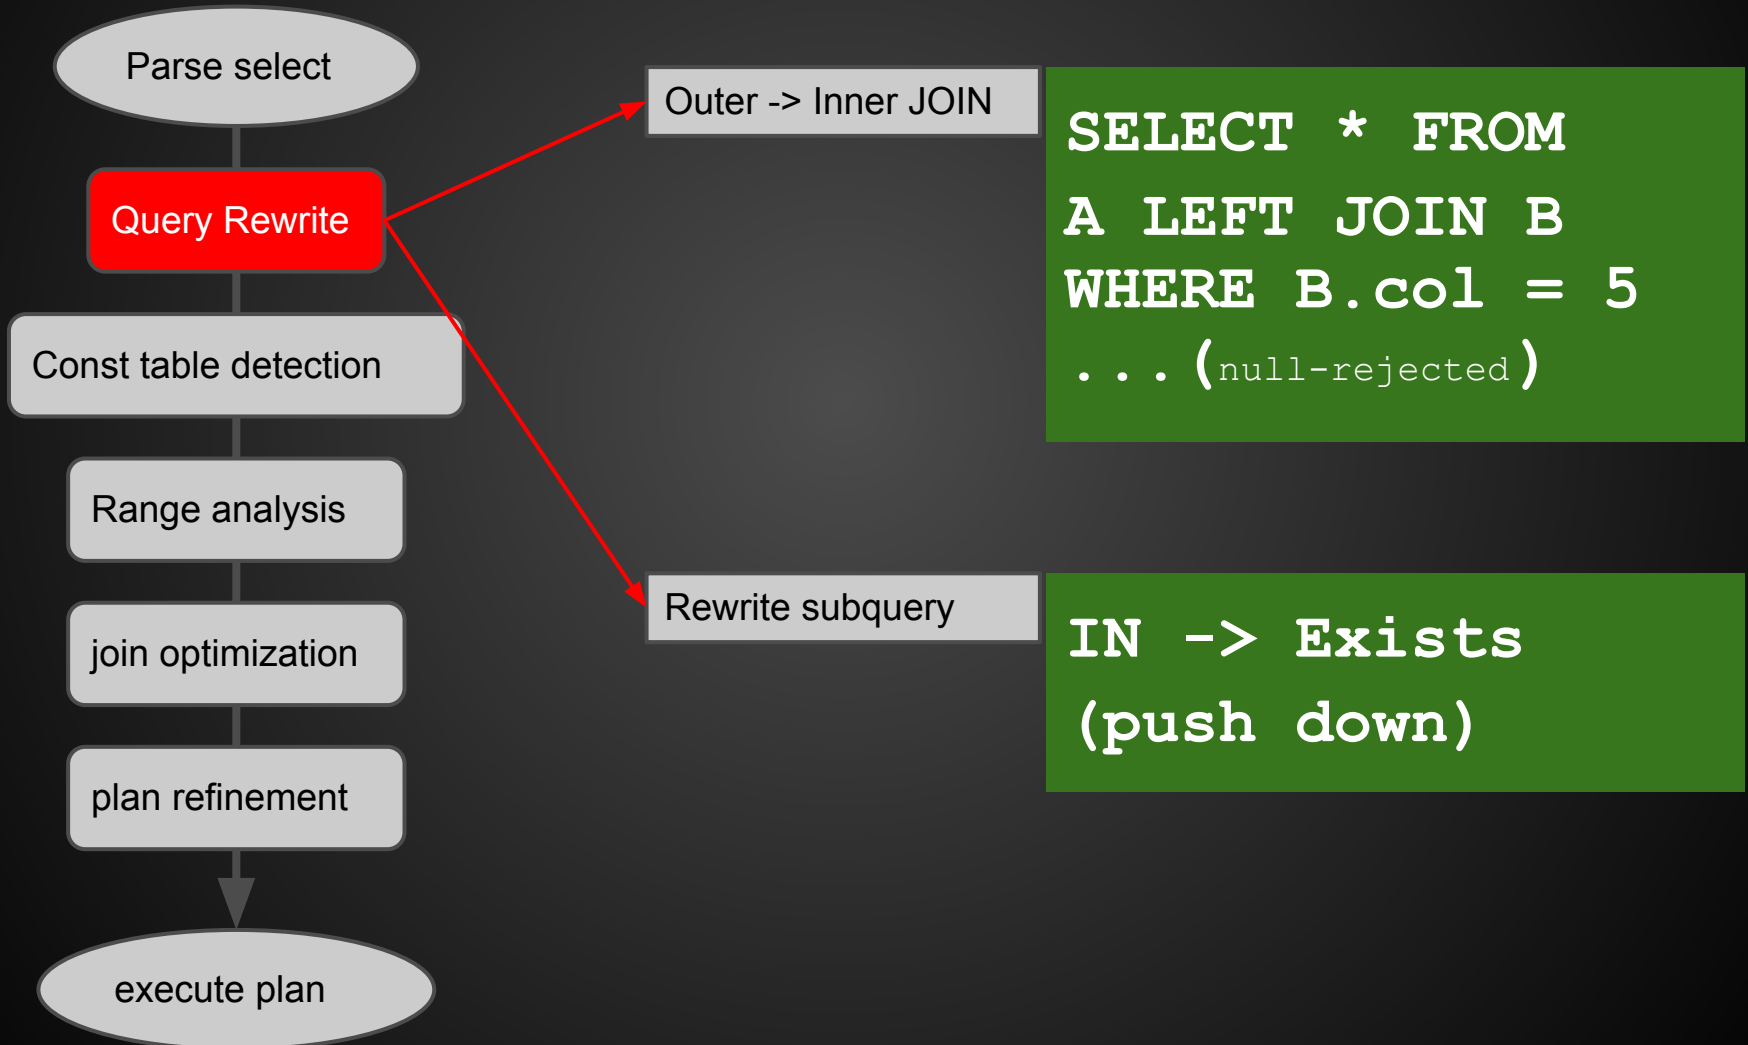 Parse select
Query Rewrite
Const table detection
Range analysis
join optimization
plan refinement
execute plan
Outer -> Inner JOIN
SELECT * FROM
A LEFT JOIN B
WHERE B.col = 5
...(null-rejected)
Rewrite subquery
IN -> Exists
(push down)